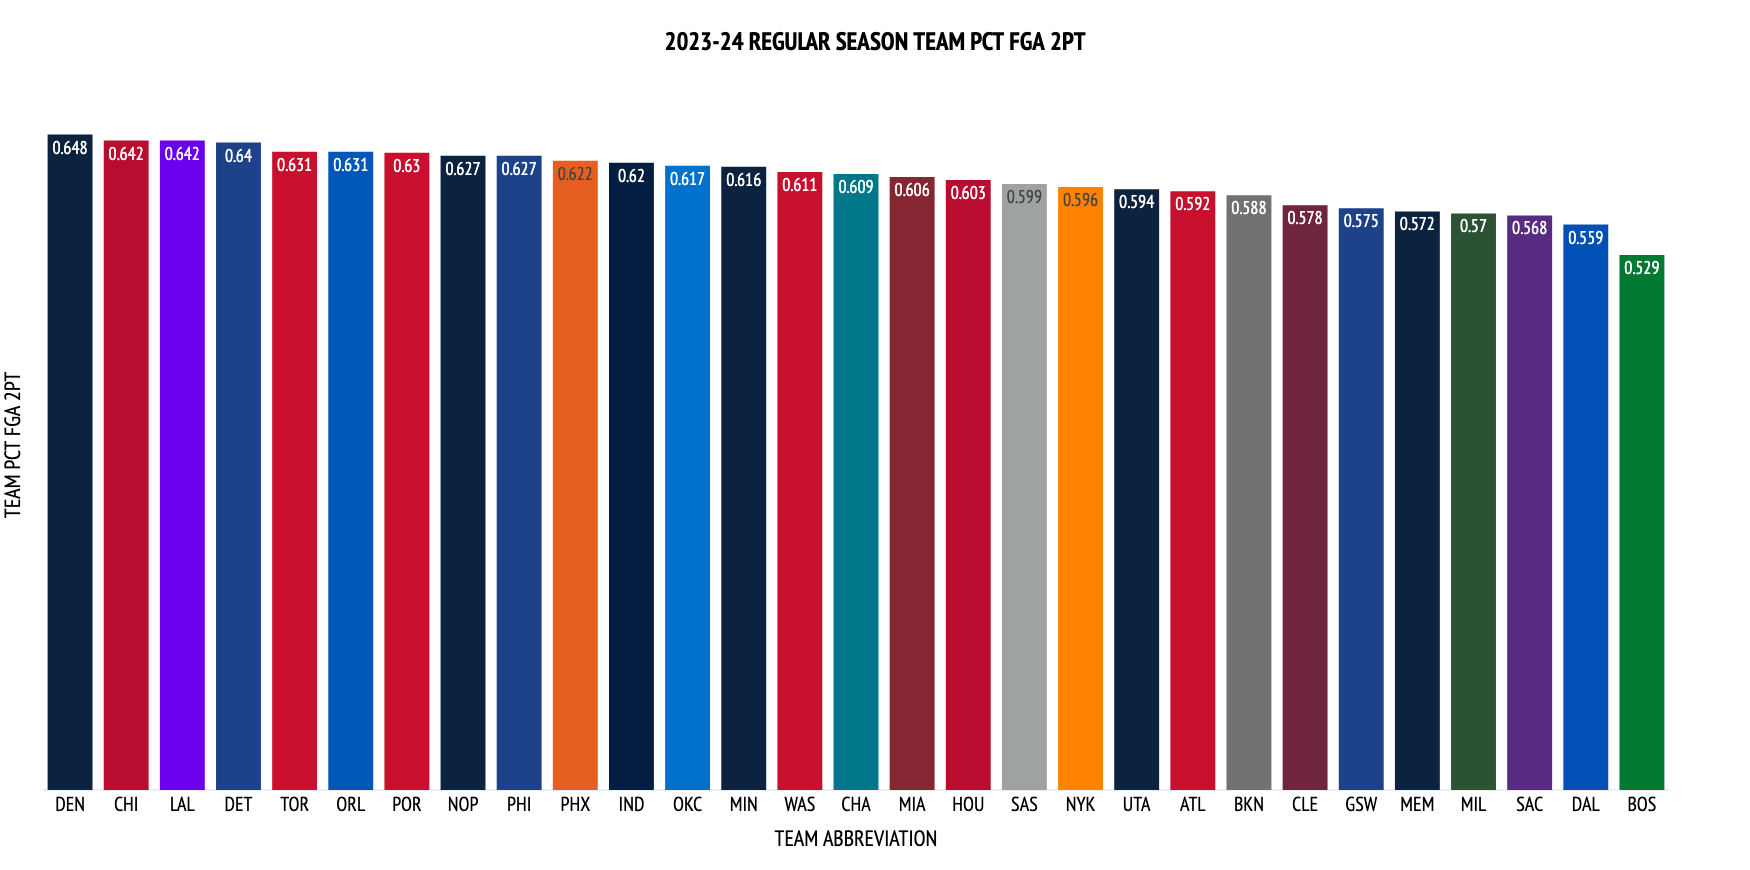 2023-24 REGULAR SEASON TEAM PCT FGA 2PT
TEAM PCT FGA 2PT
0.648 0.642 0.642 0.64 0.631 0.631 0.63 0.627 0.627 0.622 0.62 0.617 0.616 0.611 0.609 0.606 0.603 0.599 0.596 0.594 0.592 0.588 0.578 0.575 0.572 0.57 0.568 0.559 0.529
DEN CHI LAL DET TOR ORL POR NOP PHI PHX IND OKC MIN WAS CHA MIA HOU SAS NYK UTA ATL BKN CLE GSW MEM MIL SAC DAL BOS
TEAM ABBREVIATION